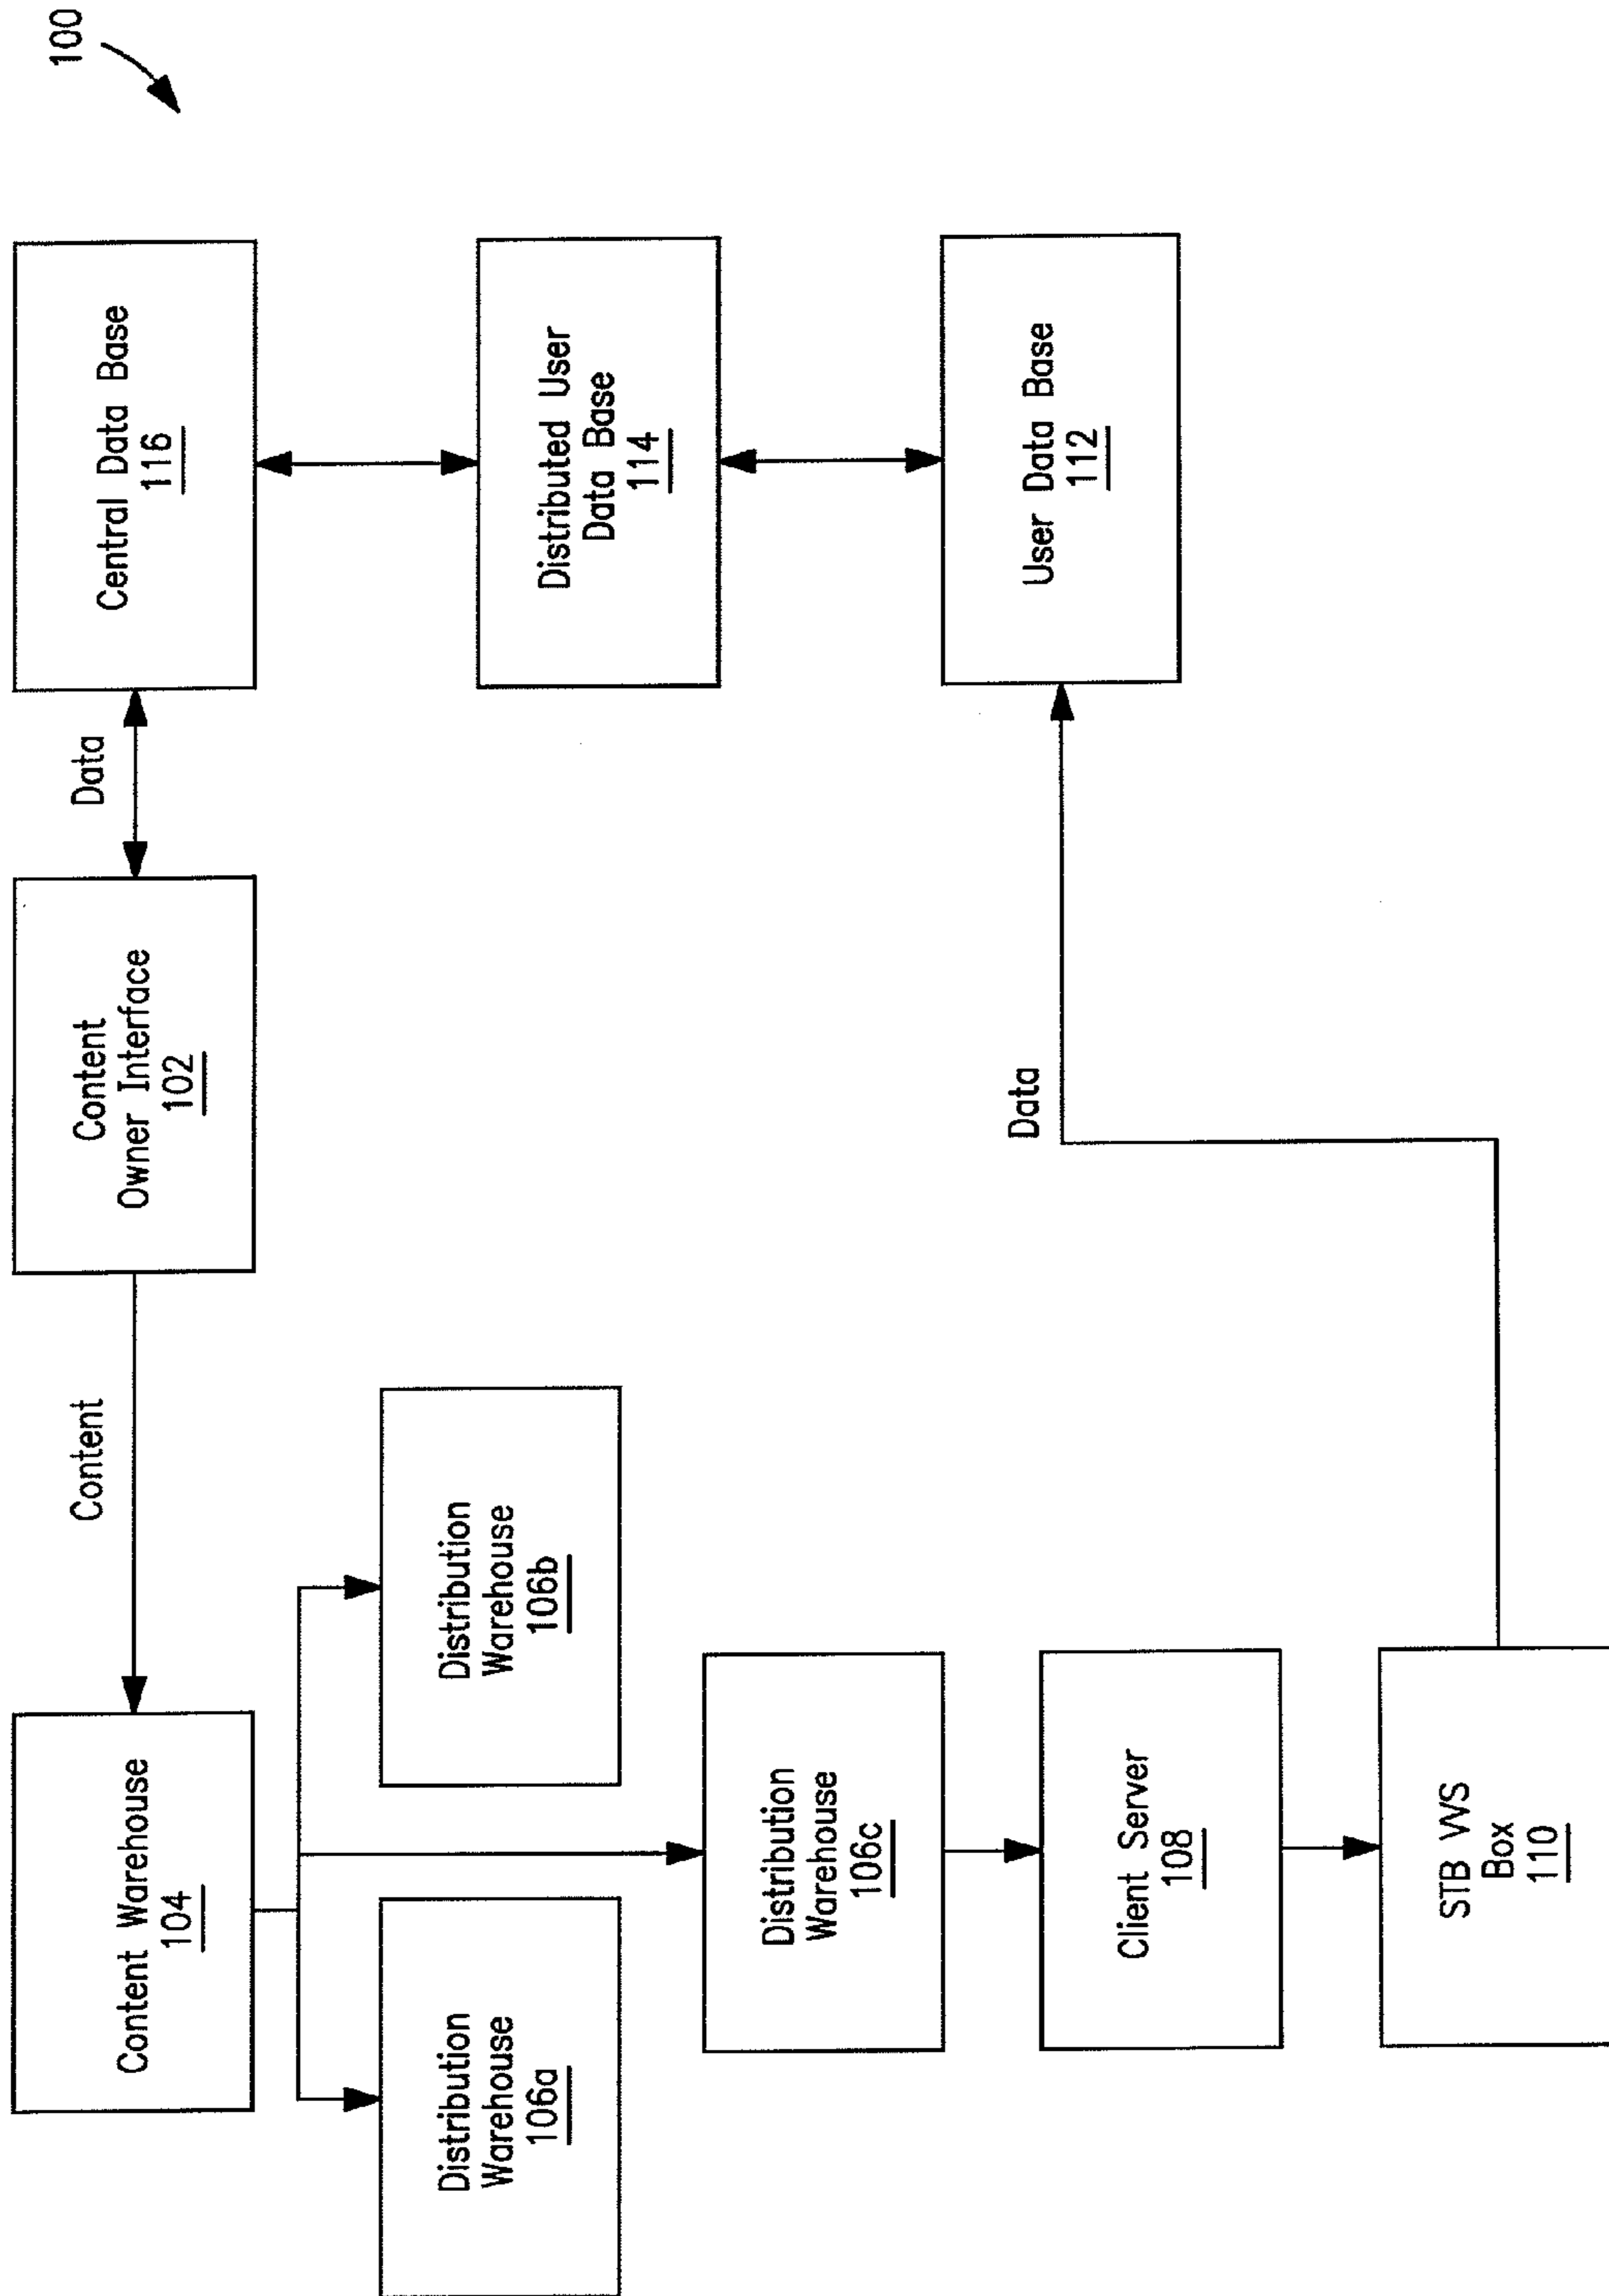 100
Content Warehouse
104
Content
Content
Owner Interface
102
Data
Central Data Base
116
Distribution
Warehouse
106a
Distribution
Warehouse
106b
Distributed User
Data Base
114
Distribution
Warehouse
106c
Client Server
108
Data
User Data Base
112
STB VVS
Box
110